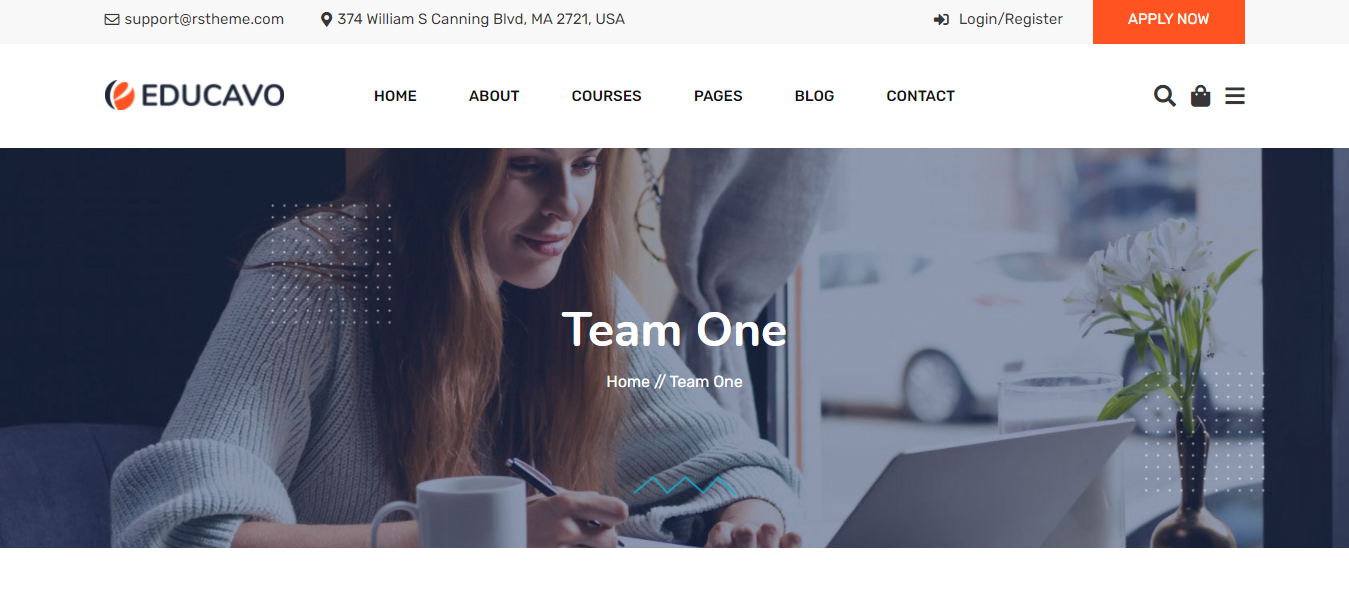 support@rstheme.com 374 William S Canning Blvd, MA 2721, USA Login/Register APPLY NOW
EDUCAVO HOME ABOUT COURSES PAGES BLOG CONTACT
Team One
Home // Team One